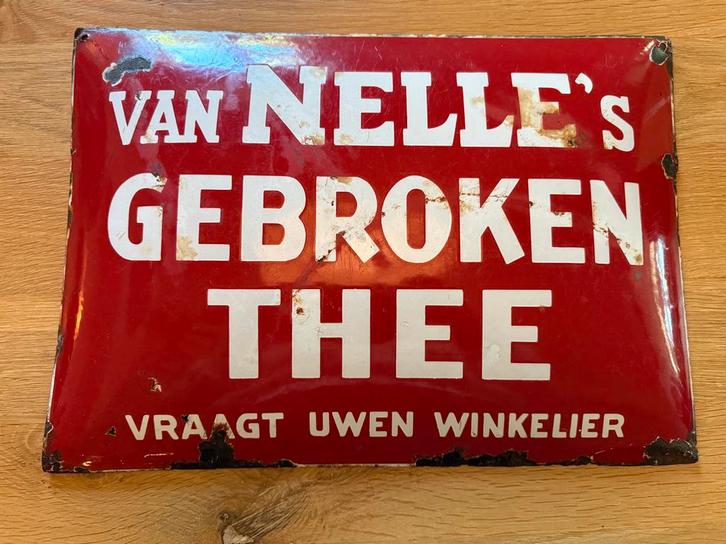 VAN NELLE's
GEBROKEN
THEE
VRAAGT UWEN WINKELIER